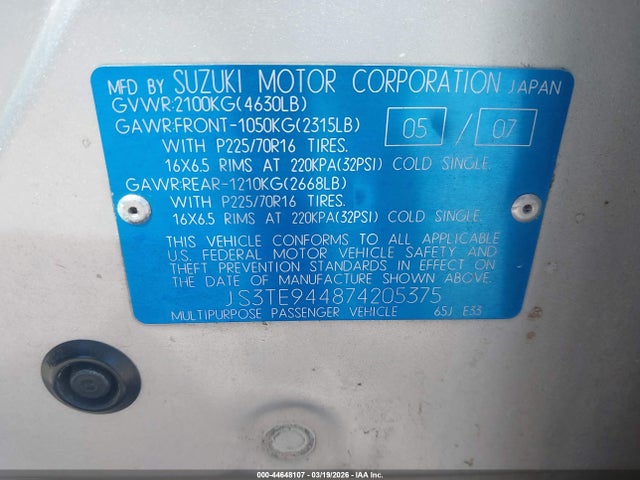 MFD BY SUZUKI MOTOR CORPORATION JAPAN
GVWR:2100KG(4630LB)
GAWR:FRONT-1050KG(2315LB) 05 / 07
WITH P225/70R16 TIRES.
16X6.5 RIMS AT 220KPA(32PSI) COLD SINGLE.
GAWR:REAR-1210KG(2668LB)
WITH P225/70R16 TIRES.
16X6.5 RIMS AT 220KPA(32PSI) COLD SINGLE.
THIS VEHICLE CONFORMS TO ALL APPLICABLE
U.S. FEDERAL MOTOR VEHICLE SAFETY AND
THEFT PREVENTION STANDARDS IN EFFECT ON
THE DATE OF MANUFACTURE SHOWN ABOVE.
JS3TE944874205375
MULTIPURPOSE PASSENGER VEHICLE 65J E33
000-44648107 - 03/19/2026 - IAA, Inc.